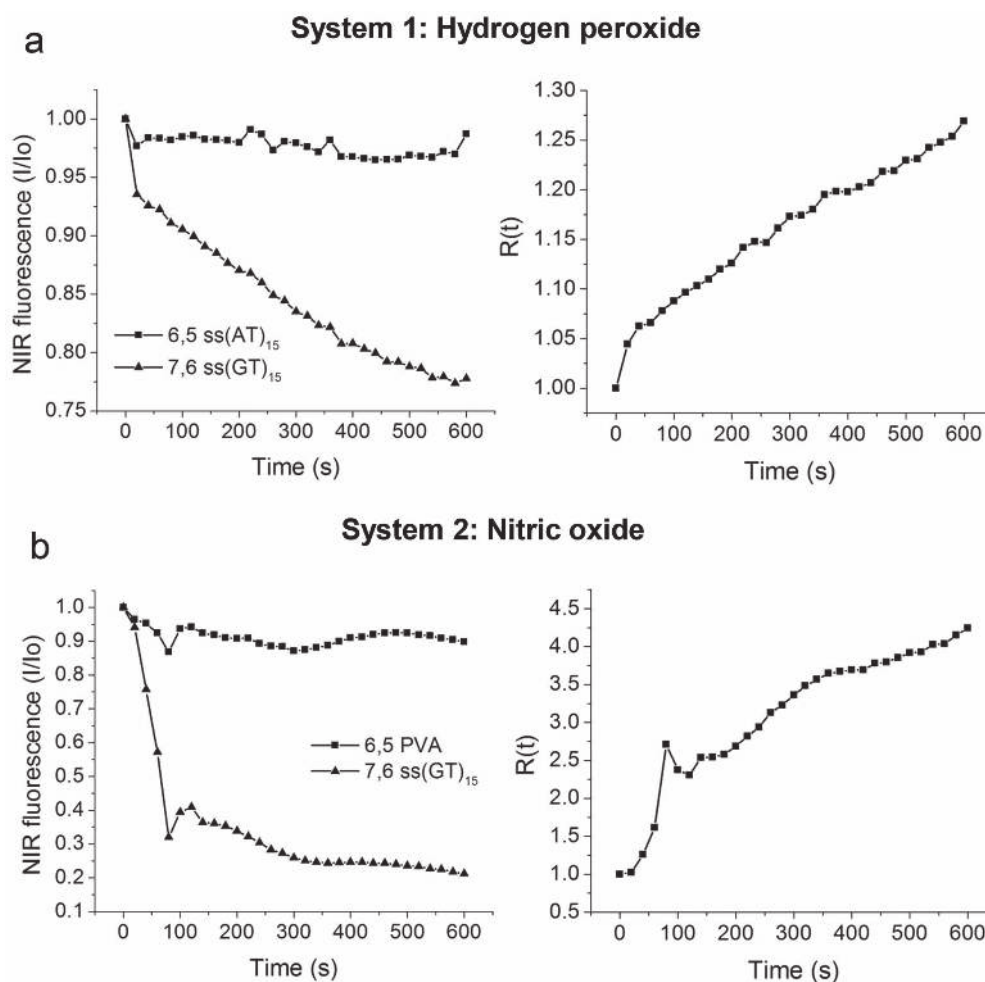 System 1: Hydrogen peroxide
a
NIR fluorescence (I/Io)
1.00
0.95
0.90
0.85
0.80
0.75
6,5 ss(AT)15
7,6 ss(GT)15
0 100 200 300 400 500 600
Time (s)
R(t)
1.30
1.25
1.20
1.15
1.10
1.05
1.00
0 100 200 300 400 500 600
Time (s)
System 2: Nitric oxide
b
NIR fluorescence (I/Io)
1.0
0.9
0.8
0.7
0.6
0.5
0.4
0.3
0.2
0.1
6,5 PVA
7,6 ss(GT)15
0 100 200 300 400 500 600
Time (s)
R(t)
4.5
4.0
3.5
3.0
2.5
2.0
1.5
1.0
0.5
0 100 200 300 400 500 600
Time (s)